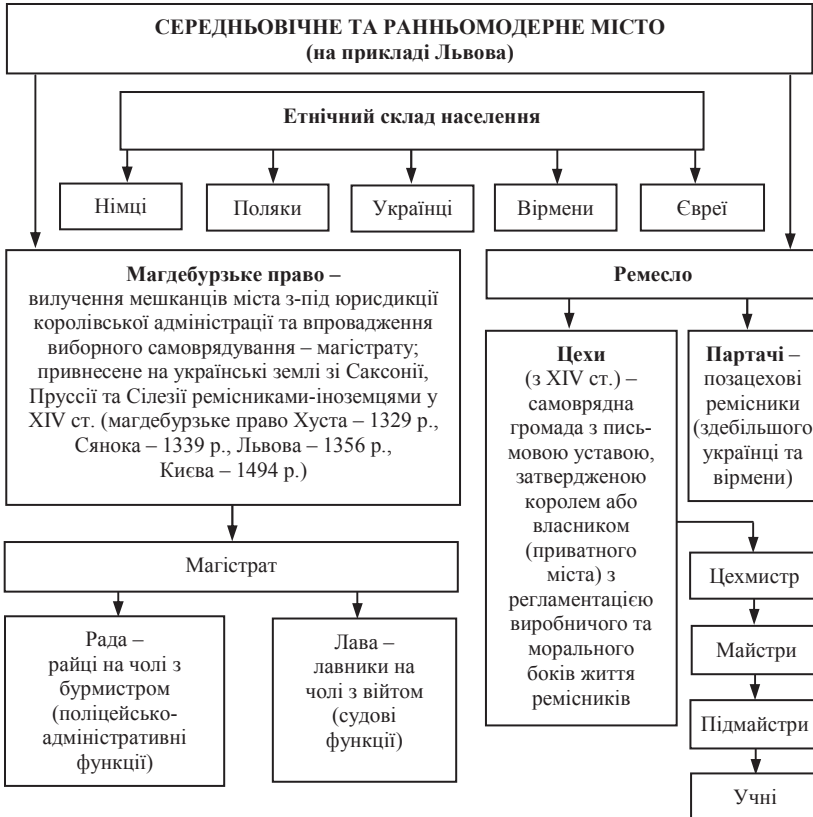 СЕРЕДНЬОВІЧНЕ ТА РАННЬОМОДЕРНЕ МІСТО
(на прикладі Львова)
Етнічний склад населення
Німці
Поляки
Українці
Вірмени
Євреї
Магдебурзьке право –
вилучення мешканців міста з-під юрисдикції
королівської адміністрації та впровадження
виборного самоврядування – магістрату;
привнесене на українські землі зі Саксонії,
Пруссії та Сілезії ремісниками-іноземцями у
XIV ст. (магдебурзьке право Хуста – 1329 р.,
Сянока – 1339 р., Львова – 1356 р.,
Києва – 1494 р.)
Магістрат
Рада –
райці на чолі з
бурмистром
(поліцейсько-
адміністративні
функції)
Лава –
лавники на
чолі з війтом
(судові
функції)
Ремесло
Цехи
(з XIV ст.) –
самоврядна
громада з пись-
мовою уставою,
затвердженою
королем або
власником
(приватного
міста) з
регламентацією
виробничого та
морального
боків життя
ремісників
Партачі –
позацехові
ремісники
(здебільшого
українці та
вірмени)
Цехмистр
Майстри
Підмайстри
Учні